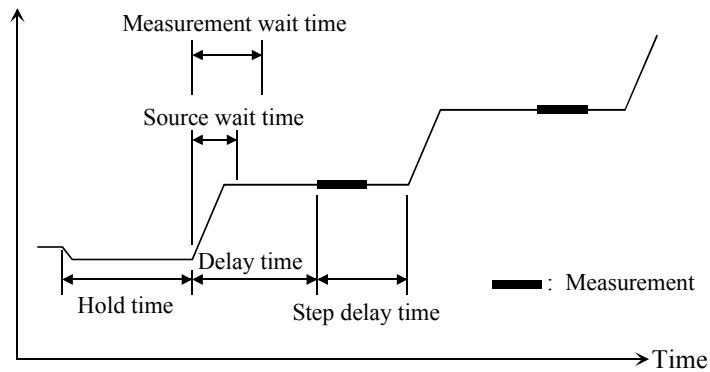 Measurement wait time
Source wait time
Delay time
: Measurement
Hold time
Step delay time
Time